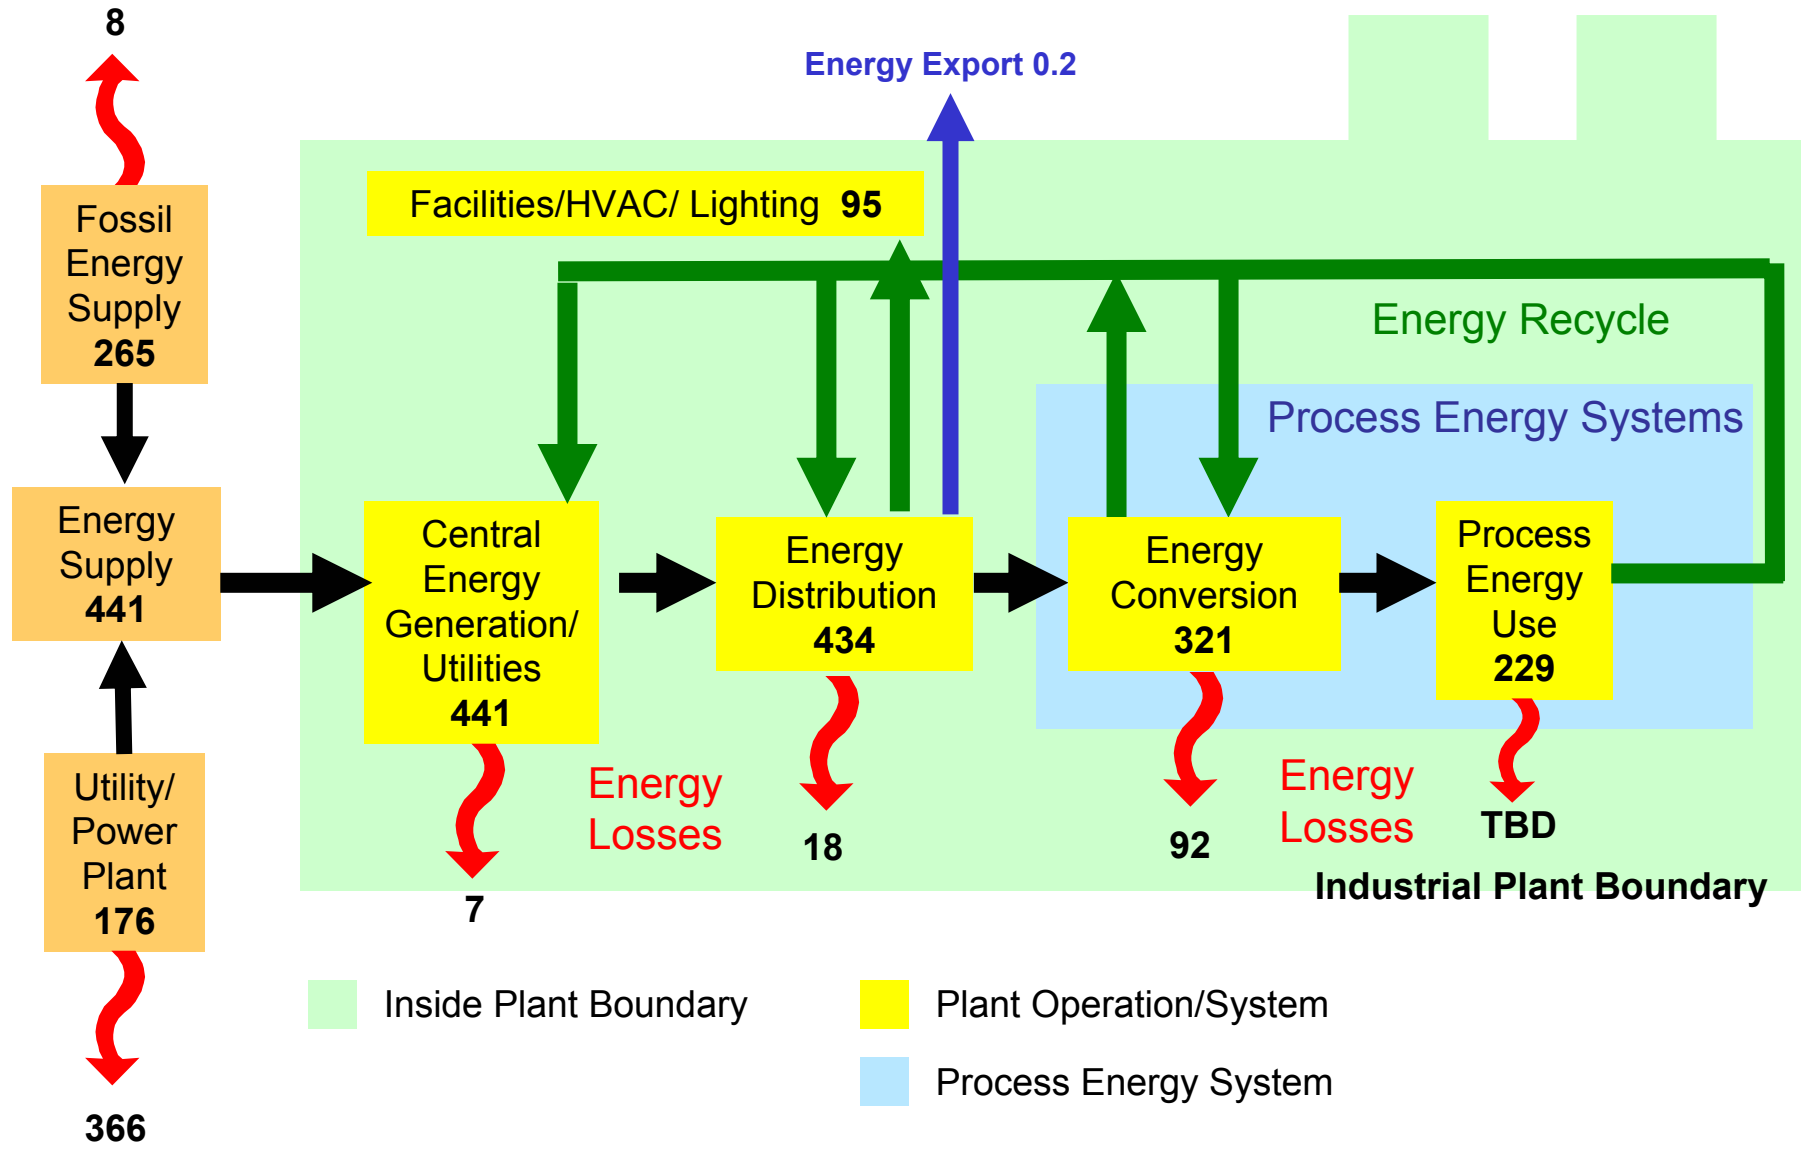 8
Energy Export 0.2
Facilities/HVAC/ Lighting 95
Fossil
Energy
Supply
265
Energy Recycle
Process Energy Systems
Energy
Supply
441
Central
Energy
Generation/
Utilities
441
Energy
Distribution
434
Energy
Conversion
321
Process
Energy
Use
229
Utility/
Power
Plant
176
Energy
Losses
7
18
92
Energy
Losses
TBD
Industrial Plant Boundary
366
Inside Plant Boundary
Plant Operation/System
Process Energy System